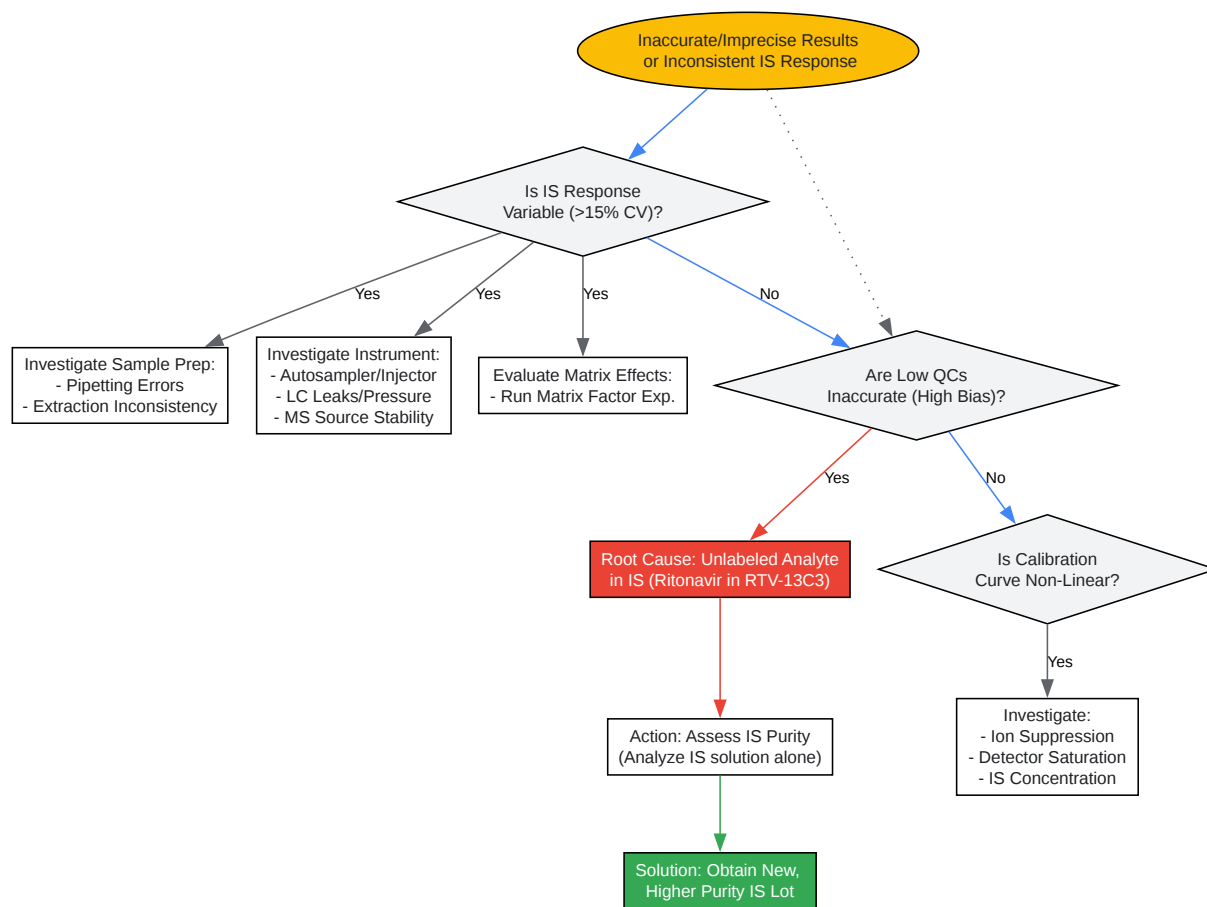 Inaccurate/Imprecise Results
or Inconsistent IS Response
Is IS Response
Variable (>15% CV)?
Yes
Yes
Yes
No
Investigate Sample Prep:
- Pipetting Errors
- Extraction Inconsistency
Investigate Instrument:
- Autosampler/Injector
- LC Leaks/Pressure
- MS Source Stability
Evaluate Matrix Effects:
- Run Matrix Factor Exp.
Are Low QCs
Inaccurate (High Bias)?
Yes
No
Root Cause: Unlabeled Analyte
in IS (Ritonavir in RTV-13C3)
Is Calibration
Curve Non-Linear?
Yes
Action: Assess IS Purity
(Analyze IS solution alone)
Investigate:
- Ion Suppression
- Detector Saturation
- IS Concentration
Solution: Obtain New,
Higher Purity IS Lot